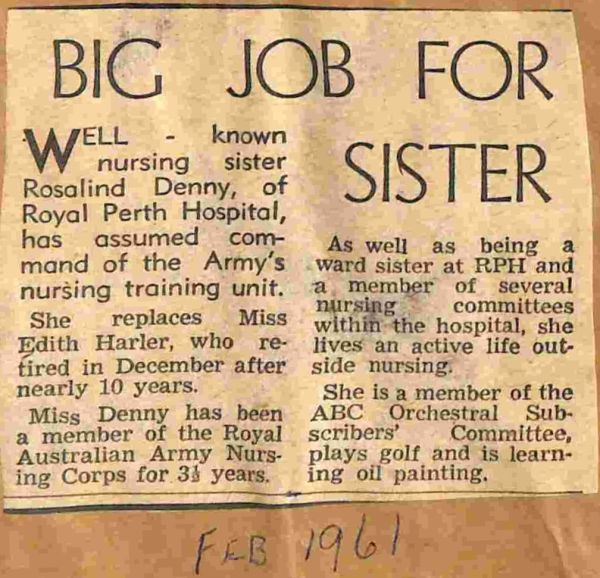 BIG JOB FOR
SISTER
WELL - known
nursing sister
Rosalind Denny, of
Royal Perth Hospital,
has assumed com-
mand of the Army's
nursing training unit.
She replaces Miss
Edith Harler, who re-
tired in December after
nearly 10 years.
Miss Denny has been
a member of the Royal
Australian Army Nurs-
ing Corps for 3½ years.
As well as being a
ward sister at RPH and
a member of several
nursing committees
within the hospital, she
lives an active life out-
side nursing.
She is a member of the
ABC Orchestral Sub-
scribers' Committee,
plays golf and is learn-
ing oil painting.
FEB 1961